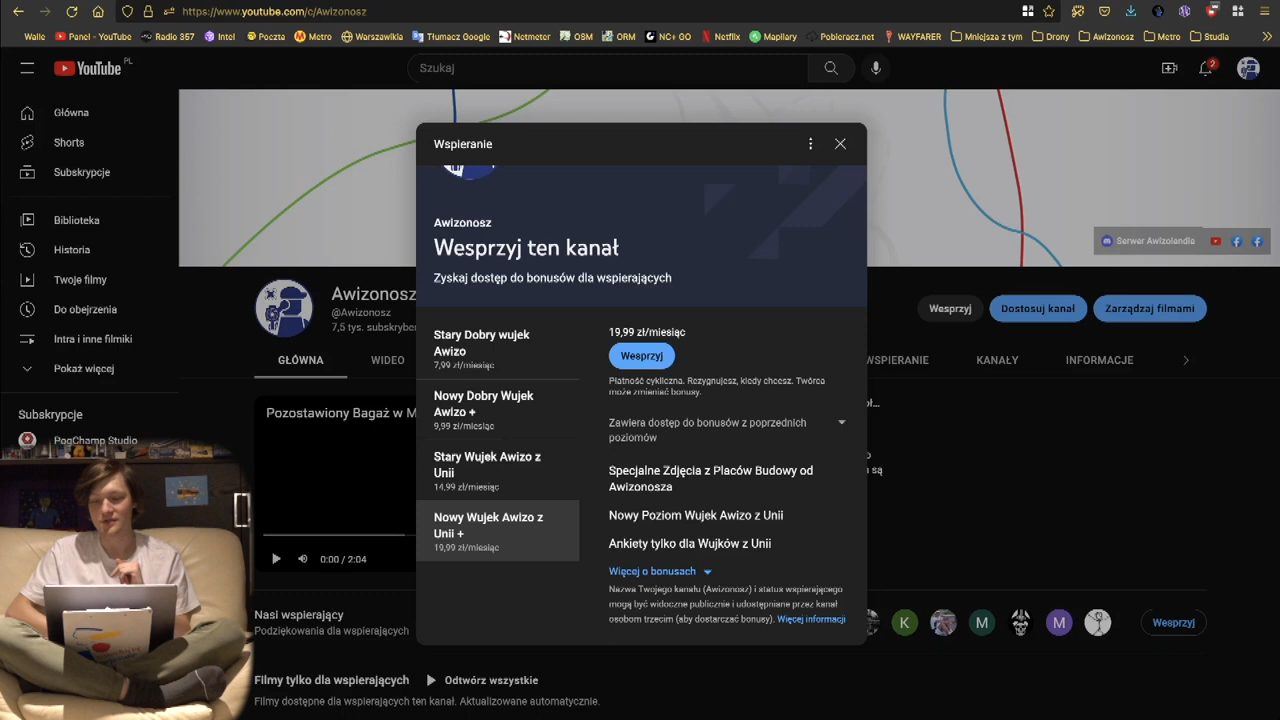 https://www.youtube.com/c/Awizonosz
Walle
Panel - YouTube
Radio 357
Intel
Poczta
Metro
Warszawikia
Tłumacz Google
Netmeter
OSM
ORM
NC+ GO
Netflix
Mapilary
Pobieracz.net
WAYFARER
Mniejsza z tym
Drony
Awizonosz
Metro
Studia
YouTube PL
Szukaj
2
Główna
Shorts
Subskrypcje
Biblioteka
Historia
Twoje filmy
Do obejrzenia
Intra i inne filmiki
Pokaż więcej
Subskrypcje
PogChamp Studio
Serwer Awizolandia
Awizonosz
@Awizonosz
7,5 tys. subskryben
Wesprzyj
Dostosuj kanał
Zarządzaj filmami
GŁÓWNA
WIDEO
WSPIERANIE
KANAŁY
INFORMACJE
Pozostawiony Bagaż w M
0:00 / 2:04
ł...
o
są
Wspieranie
Awizonosz
Wesprzyj ten kanał
Zyskaj dostęp do bonusów dla wspierających
Stary Dobry wujek
Awizo
7,99 zł/miesiąc
Nowy Dobry Wujek
Awizo +
9,99 zł/miesiąc
Stary Wujek Awizo z
Unii
14,99 zł/miesiąc
Nowy Wujek Awizo z
Unii +
19,99 zł/miesiąc
19,99 zł/miesiąc
Wesprzyj
Płatność cykliczna. Rezygnujesz, kiedy chcesz. Twórca
może zmieniać bonusy.
Zawiera dostęp do bonusów z poprzednich
poziomów
Specjalne Zdjęcia z Placów Budowy od
Awizonosza
Nowy Poziom Wujek Awizo z Unii
Ankiety tylko dla Wujków z Unii
Więcej o bonusach
Nazwa Twojego kanału (Awizonosz) i status wspierającego
mogą być widoczne publicznie i udostępniane przez kanał
osobom trzecim (aby dostarczać bonusy). Więcej informacji
Nasi wspierający
Podziękowania dla wspierających
K
M
M
Wesprzyj
Filmy tylko dla wspierających
Odtwórz wszystkie
Filmy dostępne dla wspierających ten kanał. Aktualizowane automatycznie.